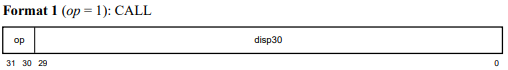 Format 1 (op = 1): CALL
op disp30
31 30 29 0